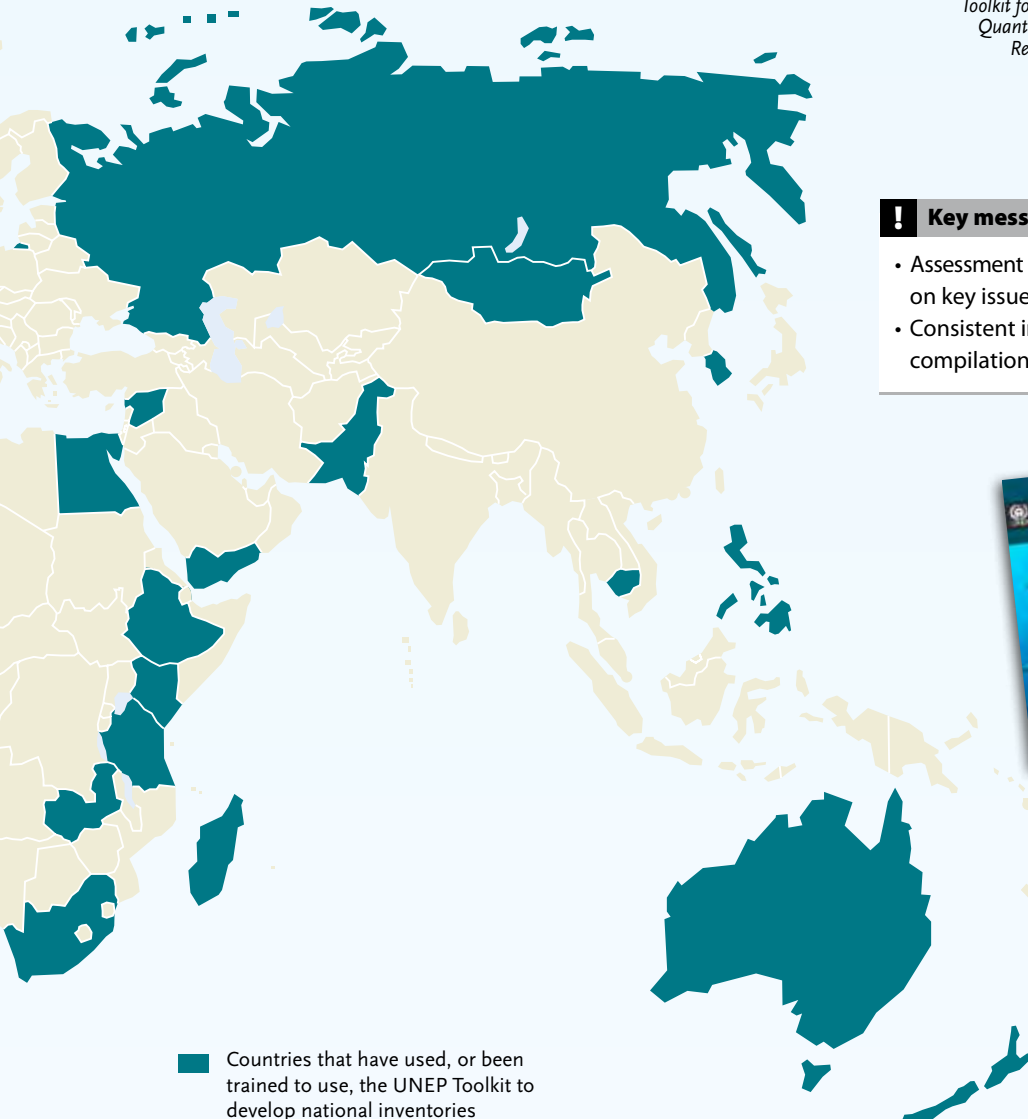 Toolkit fo
Quant
Re
! Key mess
• Assessment
on key issue
• Consistent i
compilation
Countries that have used, or been
trained to use, the UNEP Toolkit to
develop national inventories